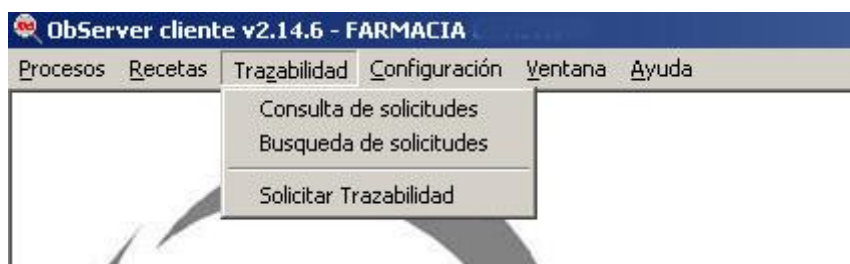 ObServer cliente v2.14.6 - FARMACIA
Procesos Recetas Trazabilidad Configuración Ventana Ayuda
Consulta de solicitudes
Busqueda de solicitudes
Solicitar Trazabilidad